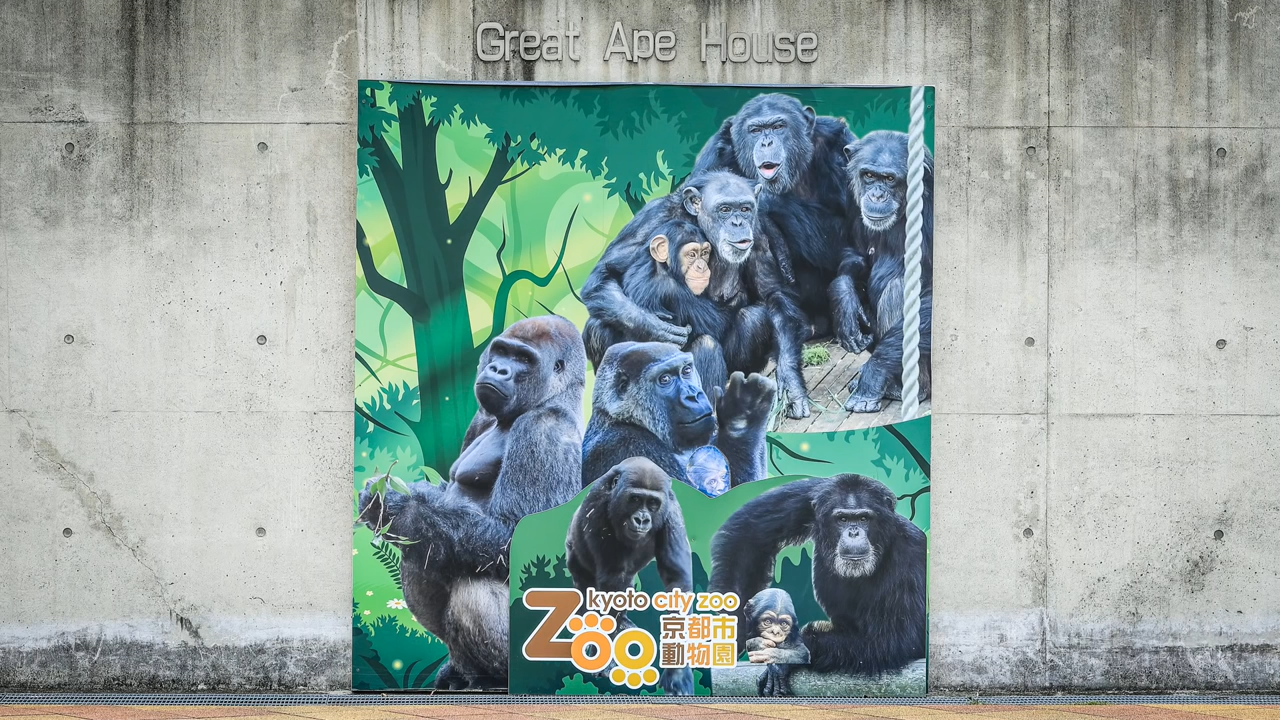 Great Ape House
kyoto city zoo
Zoo
京都市
動物園